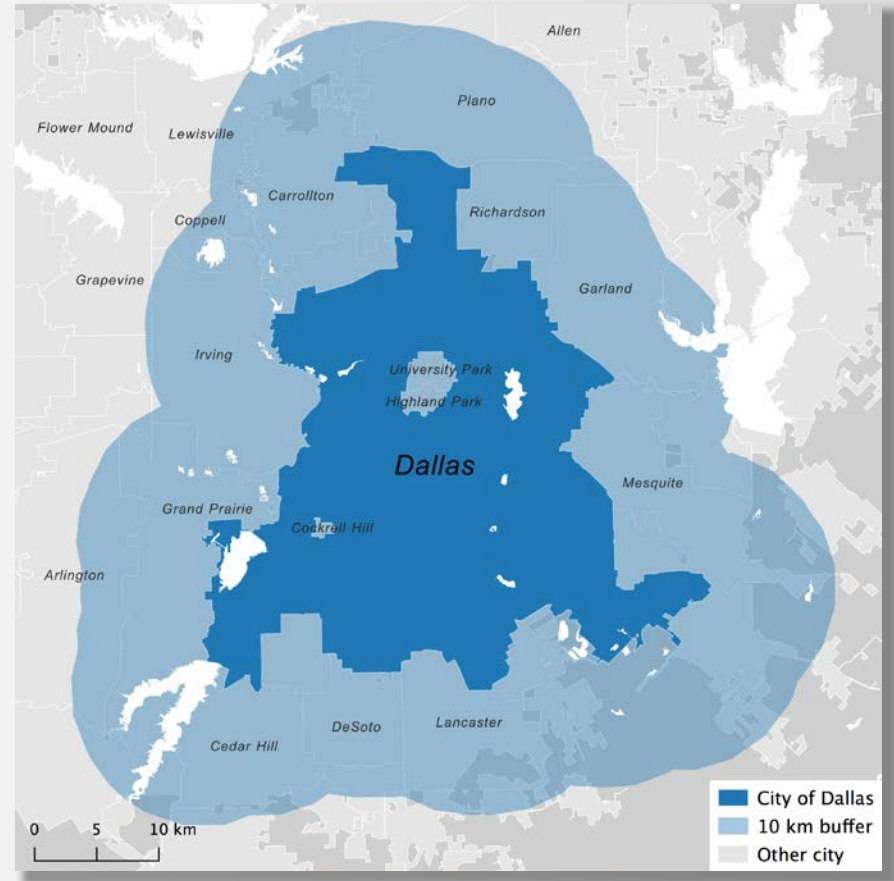 Allen
Plano
Flower Mound
Lewisville
Carrollton
Richardson
Coppell
Grapevine
Garland
Irving
University Park
Highland Park
Dallas
Mesquite
Grand Prairie
Cockrell Hill
Arlington
Lancaster
DeSoto
Cedar Hill
City of Dallas
10 km buffer
Other city
0 5 10 km